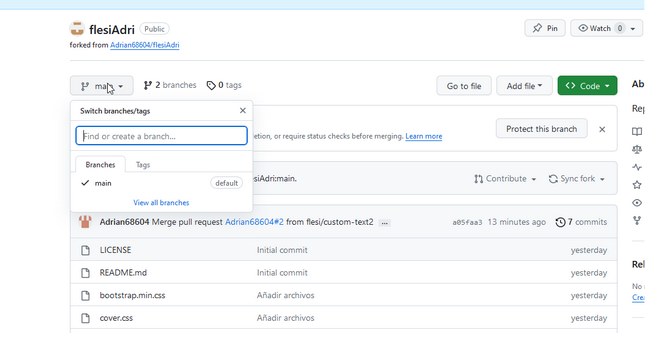 flesiAdri Public Pin Watch 0
forked from Adrian68604/flesiAdri
main 2 branches 0 tags Go to file Add file Code Ab
Switch branches/tags Rep
Find or create a branch... etion, or require status checks before merging. Learn more Protect this branch
Branches Tags
main default esiAdri:main. Contribute Sync fork
View all branches
Adrian68604 Merge pull request Adrian68604#2 from flesi/custom-text2 ... a05faa3 13 minutes ago 7 commits
LICENSE Initial commit yesterday
README.md Initial commit yesterday Rel
bootstrap.min.css Añadir archivos yesterday No
Crea
cover.css Añadir archivos yesterday